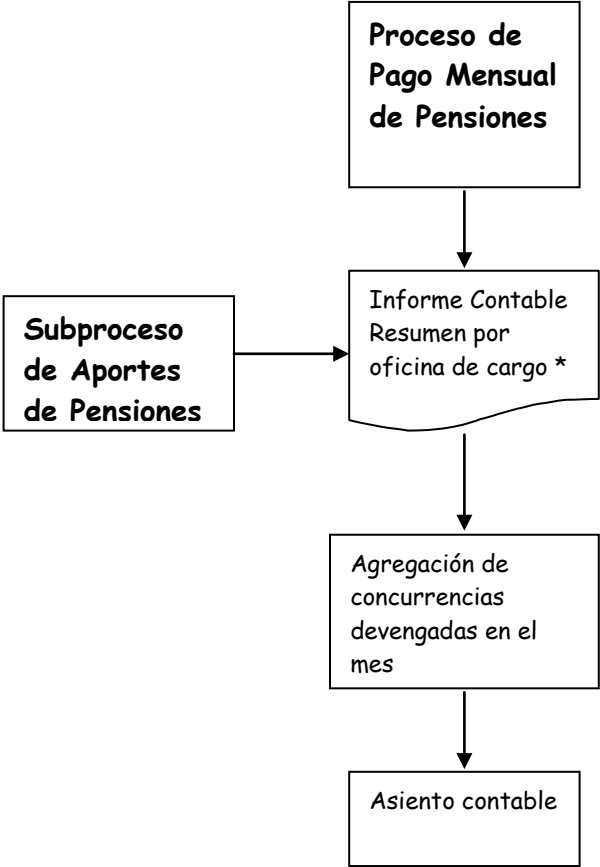 Proceso de
Pago Mensual
de Pensiones
Informe Contable
Resumen por
oficina de cargo *
Subproceso
de Aportes
de Pensiones
Agregación de
concurrencias
devengadas en el
mes
Asiento contable